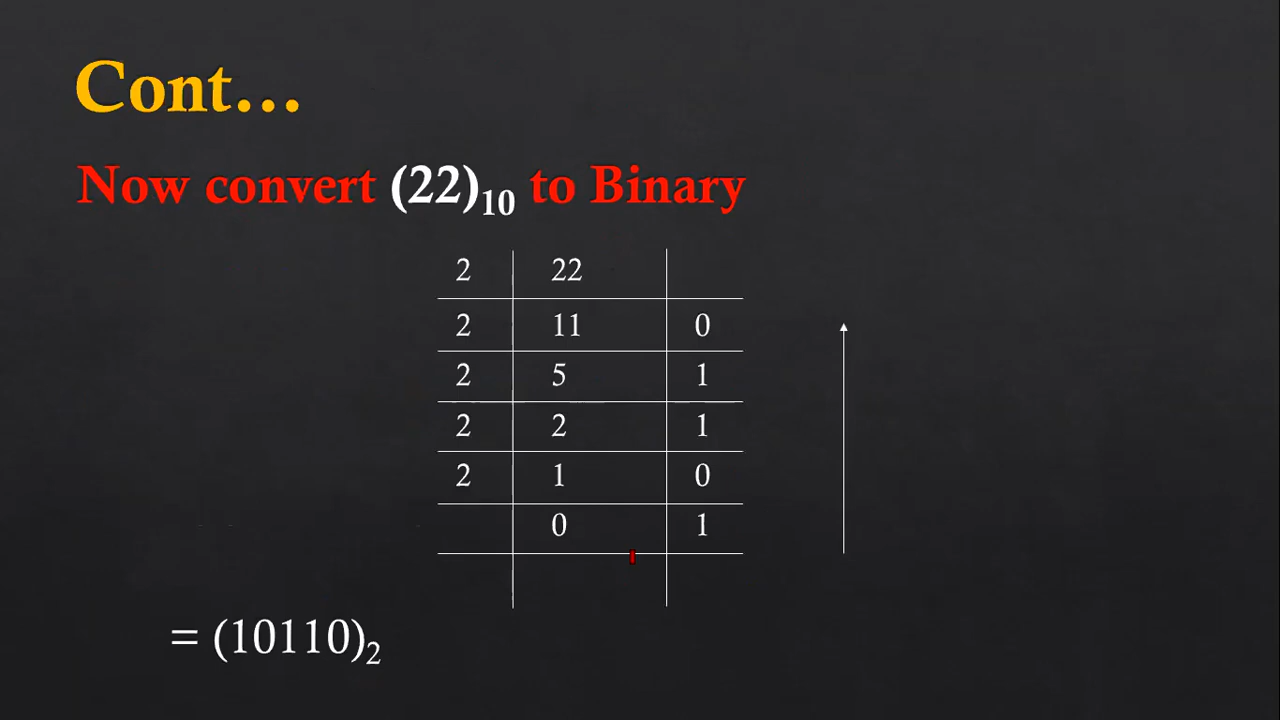 Cont...
Now convert (22)₁₀ to Binary
2 22
2 11 0
2 5 1
2 2 1
2 1 0
0 1
= (10110)₂